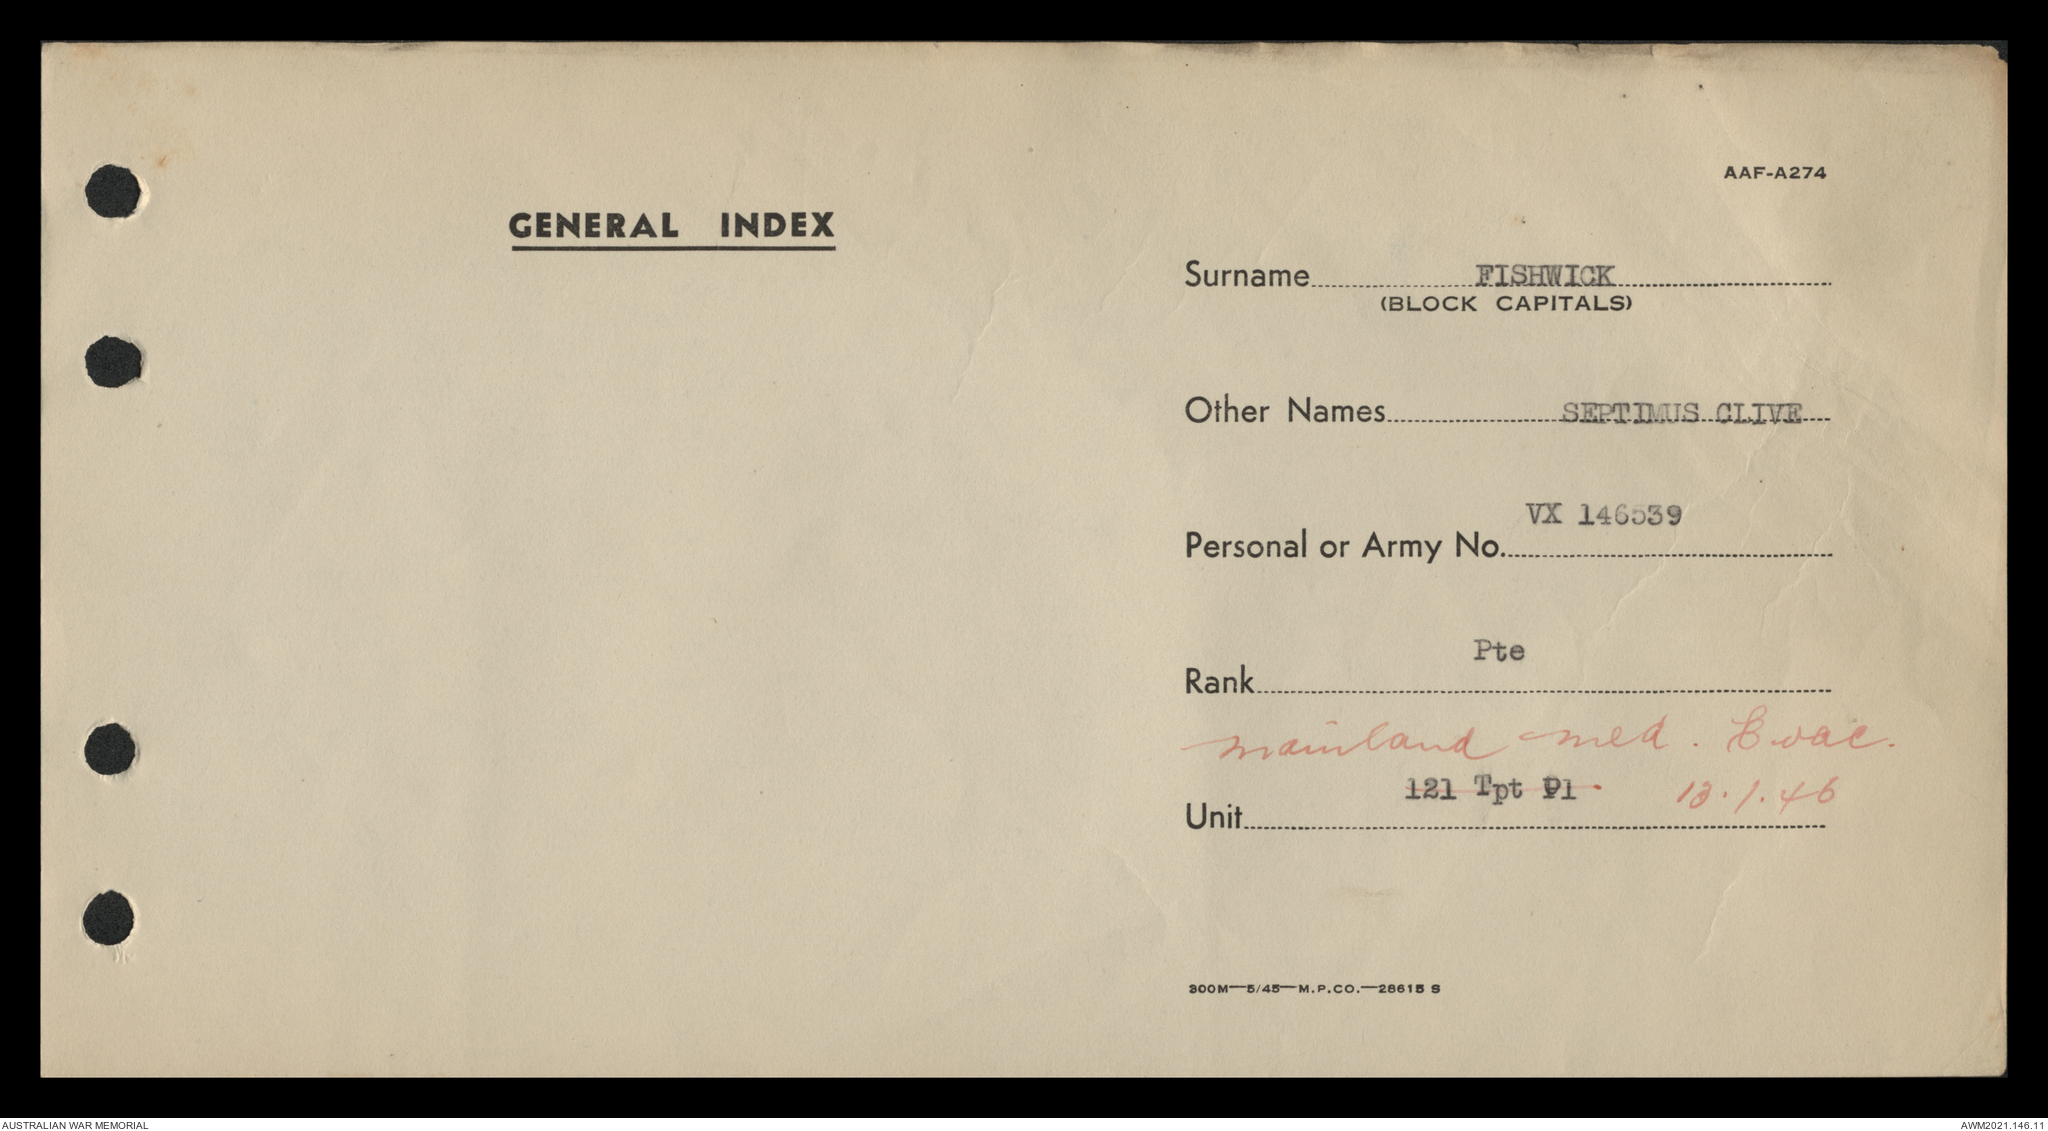 AAF-A274
GENERAL INDEX
Surname FISHWICK
(BLOCK CAPITALS)
Other Names SEPTIMUS CLIVE
VX 146539
Personal or Army No.
Pte
Rank
mainland med. Evac.
121 Tpt Pl. 13.1.46
Unit
300M—5/45—M.P.CO.—28615 S
AUSTRALIAN WAR MEMORIAL
AWM2021.146.11